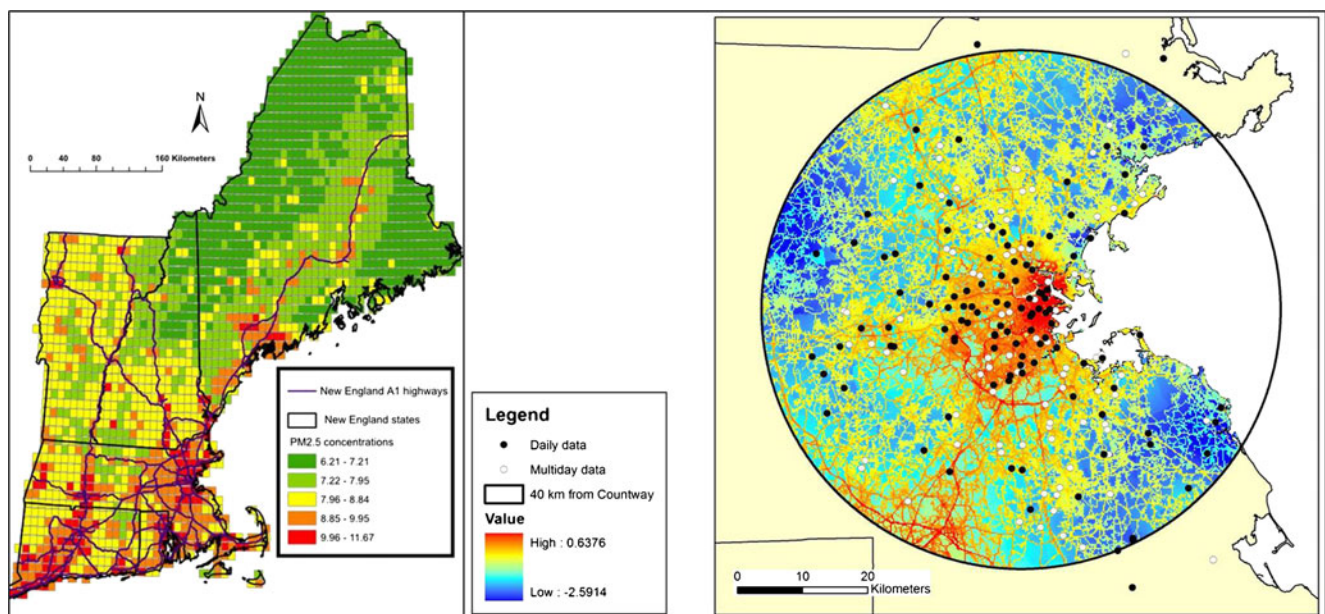 N
0 40 80 160 Kilometers
New England A1 highways
New England states
PM2.5 concentrations
6.21 - 7.21
7.22 - 7.95
7.96 - 8.84
8.85 - 9.95
9.96 - 11.67
Legend
Daily data
Multiday data
40 km from Countway
Value
High : 0.6376
Low : -2.5914
0 10 20
Kilometers